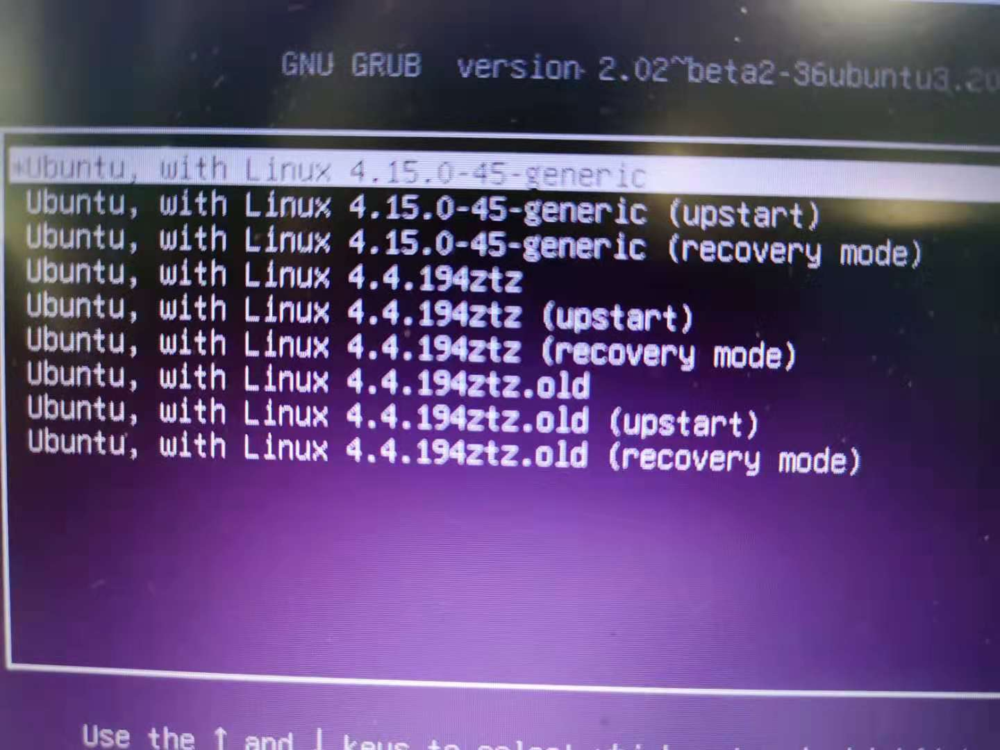 GNU GRUB version 2.02~beta2-36ubuntu3.20
*Ubuntu, with Linux 4.15.0-45-generic
Ubuntu, with Linux 4.15.0-45-generic (upstart)
Ubuntu, with Linux 4.15.0-45-generic (recovery mode)
Ubuntu, with Linux 4.4.194ztz
Ubuntu, with Linux 4.4.194ztz (upstart)
Ubuntu, with Linux 4.4.194ztz (recovery mode)
Ubuntu, with Linux 4.4.194ztz.old
Ubuntu, with Linux 4.4.194ztz.old (upstart)
Ubuntu, with Linux 4.4.194ztz.old (recovery mode)
Use the ↑ and ↓ keys to select which